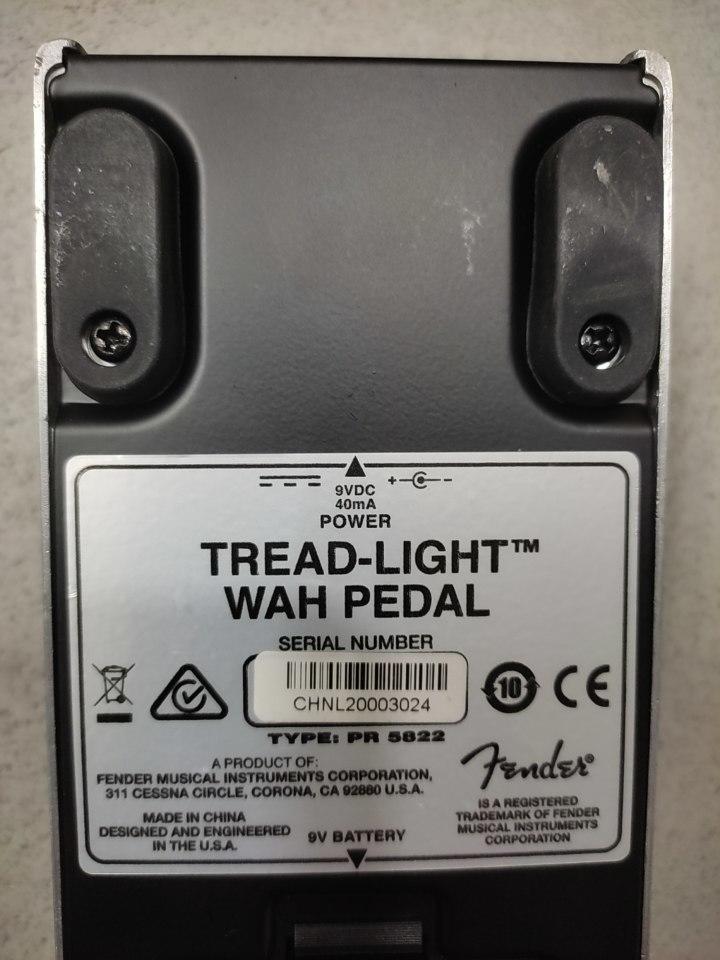 + -
9VDC
40mA
POWER
TREAD-LIGHT™
WAH PEDAL
SERIAL NUMBER
CHNL20003024
10
CE
TYPE: PR 5822
A PRODUCT OF:
FENDER MUSICAL INSTRUMENTS CORPORATION,
311 CESSNA CIRCLE, CORONA, CA 92880 U.S.A.
MADE IN CHINA
DESIGNED AND ENGINEERED
IN THE U.S.A.
9V BATTERY
Fender®
IS A REGISTERED
TRADEMARK OF FENDER
MUSICAL INSTRUMENTS
CORPORATION